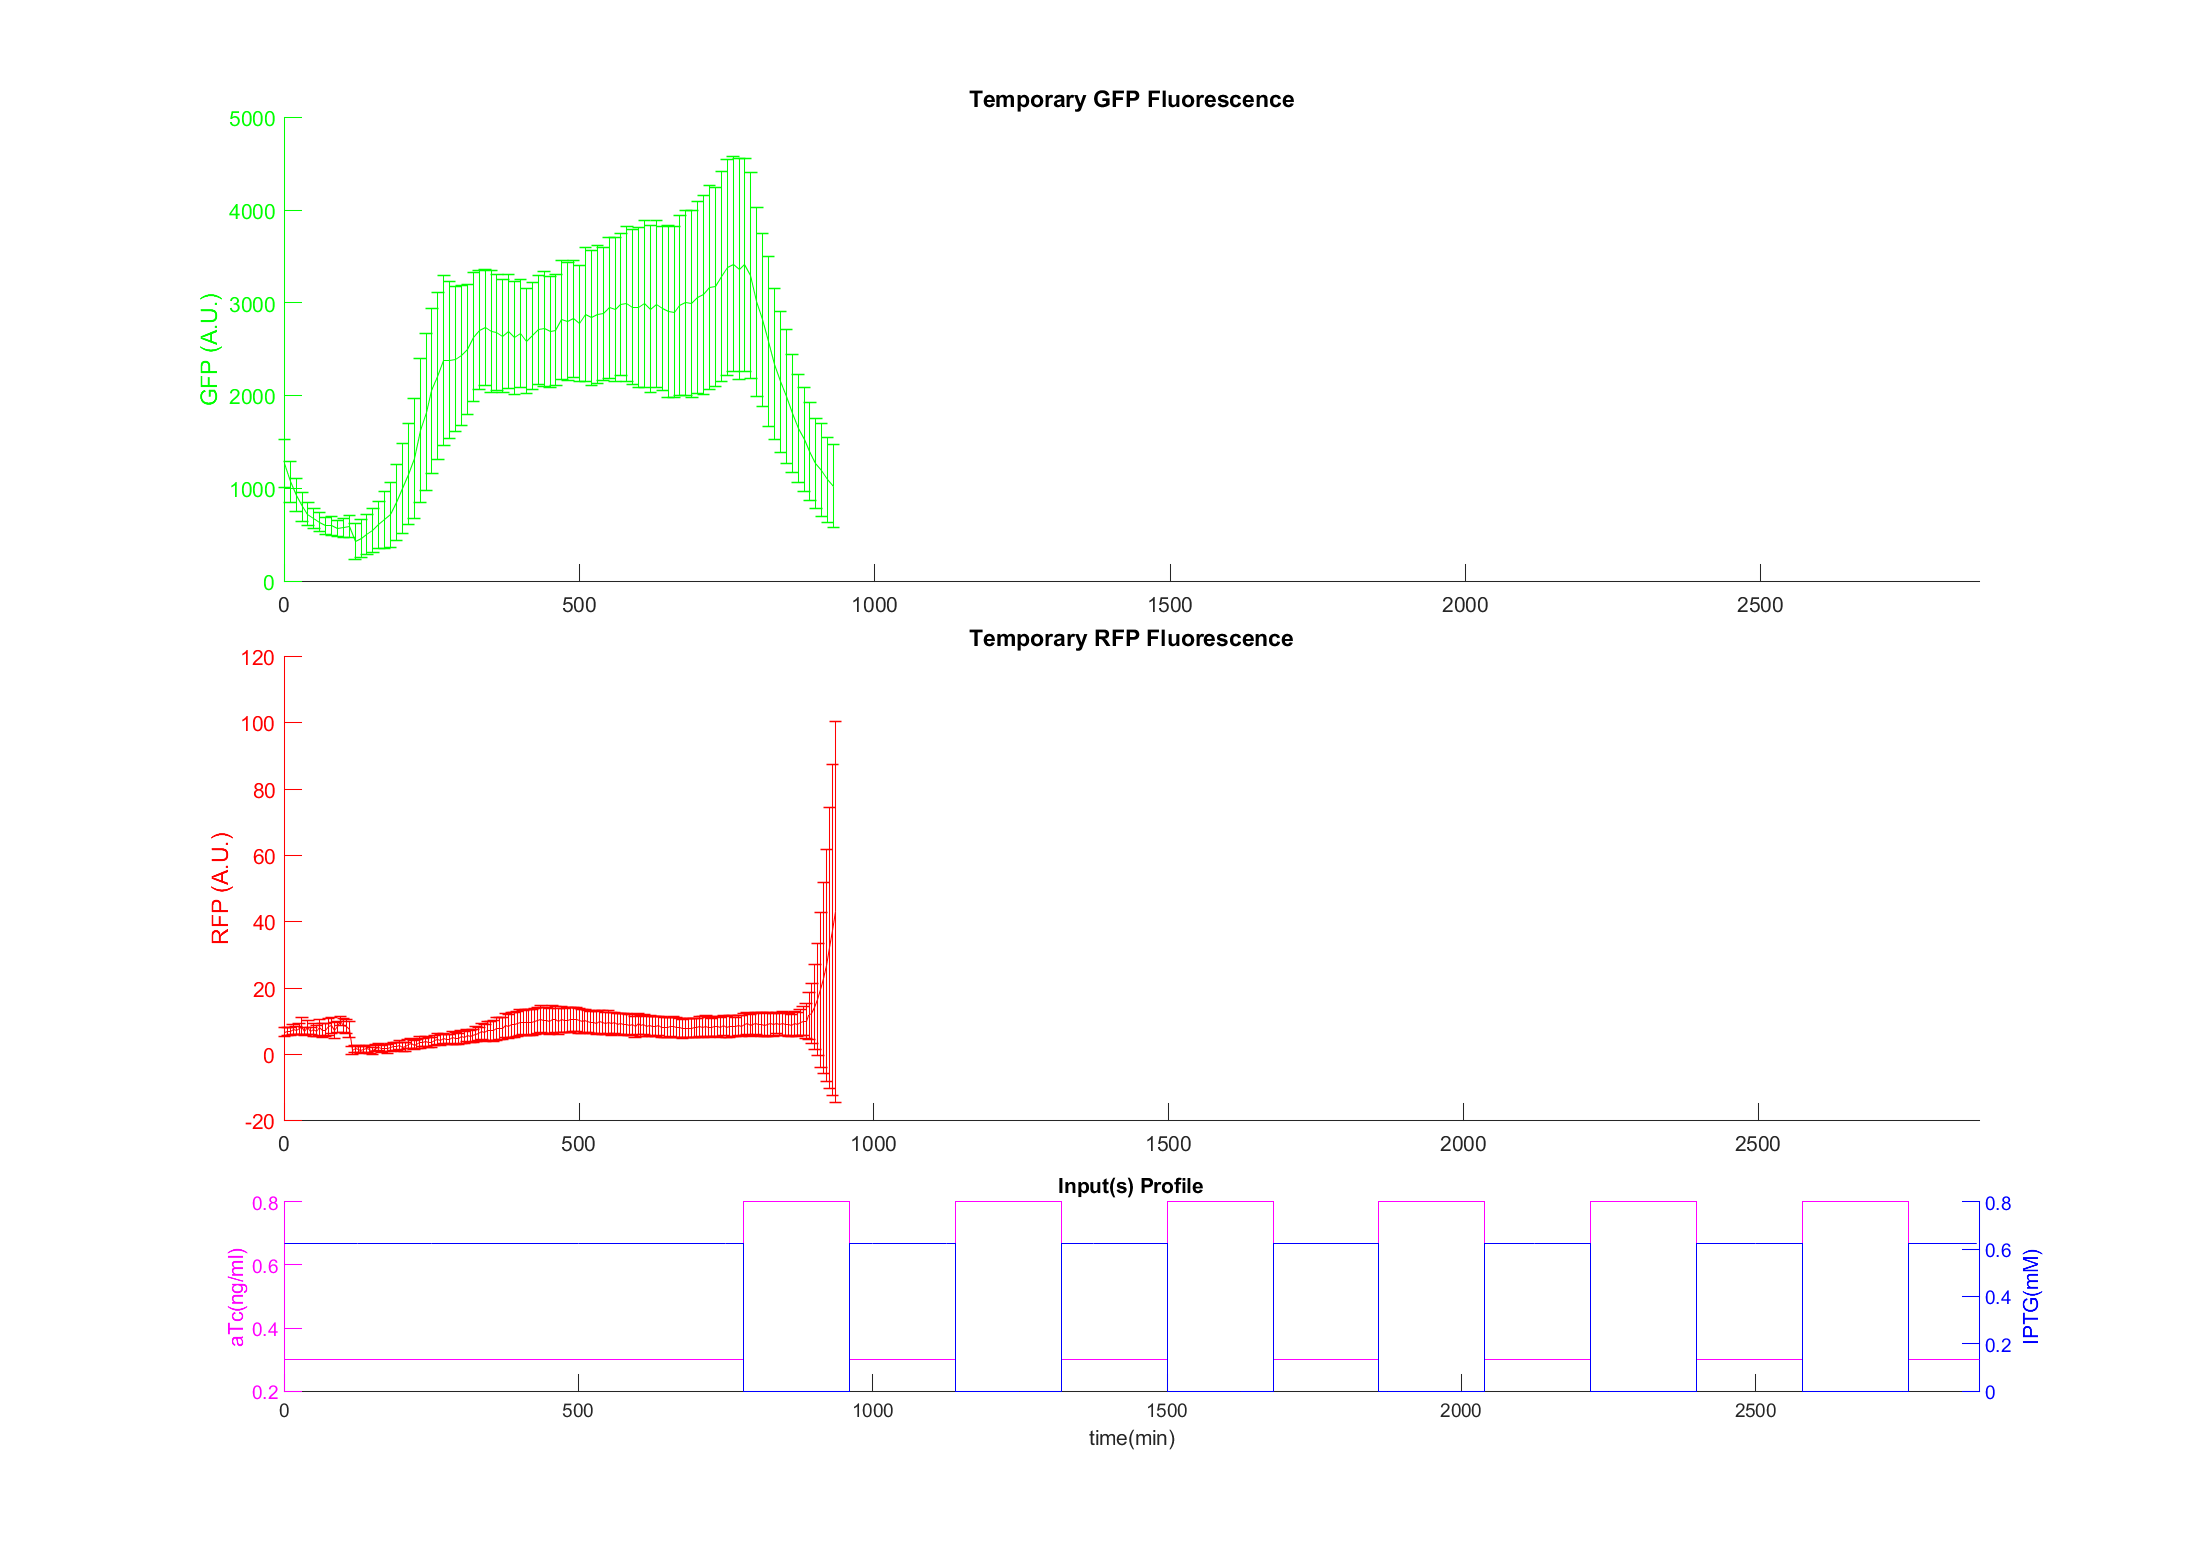 Temporary GFP Fluorescence
5000
4000
3000
2000
1000
0
GFP (A.U.)
0 500 1000 1500 2000 2500
Temporary RFP Fluorescence
120
100
80
60
40
20
0
-20
RFP (A.U.)
0 500 1000 1500 2000 2500
Input(s) Profile
0.8
0.6
0.4
0.2
aTc(ng/ml)
0.8
0.6
0.4
0.2
0
IPTG(mM)
0 500 1000 1500 2000 2500
time(min)